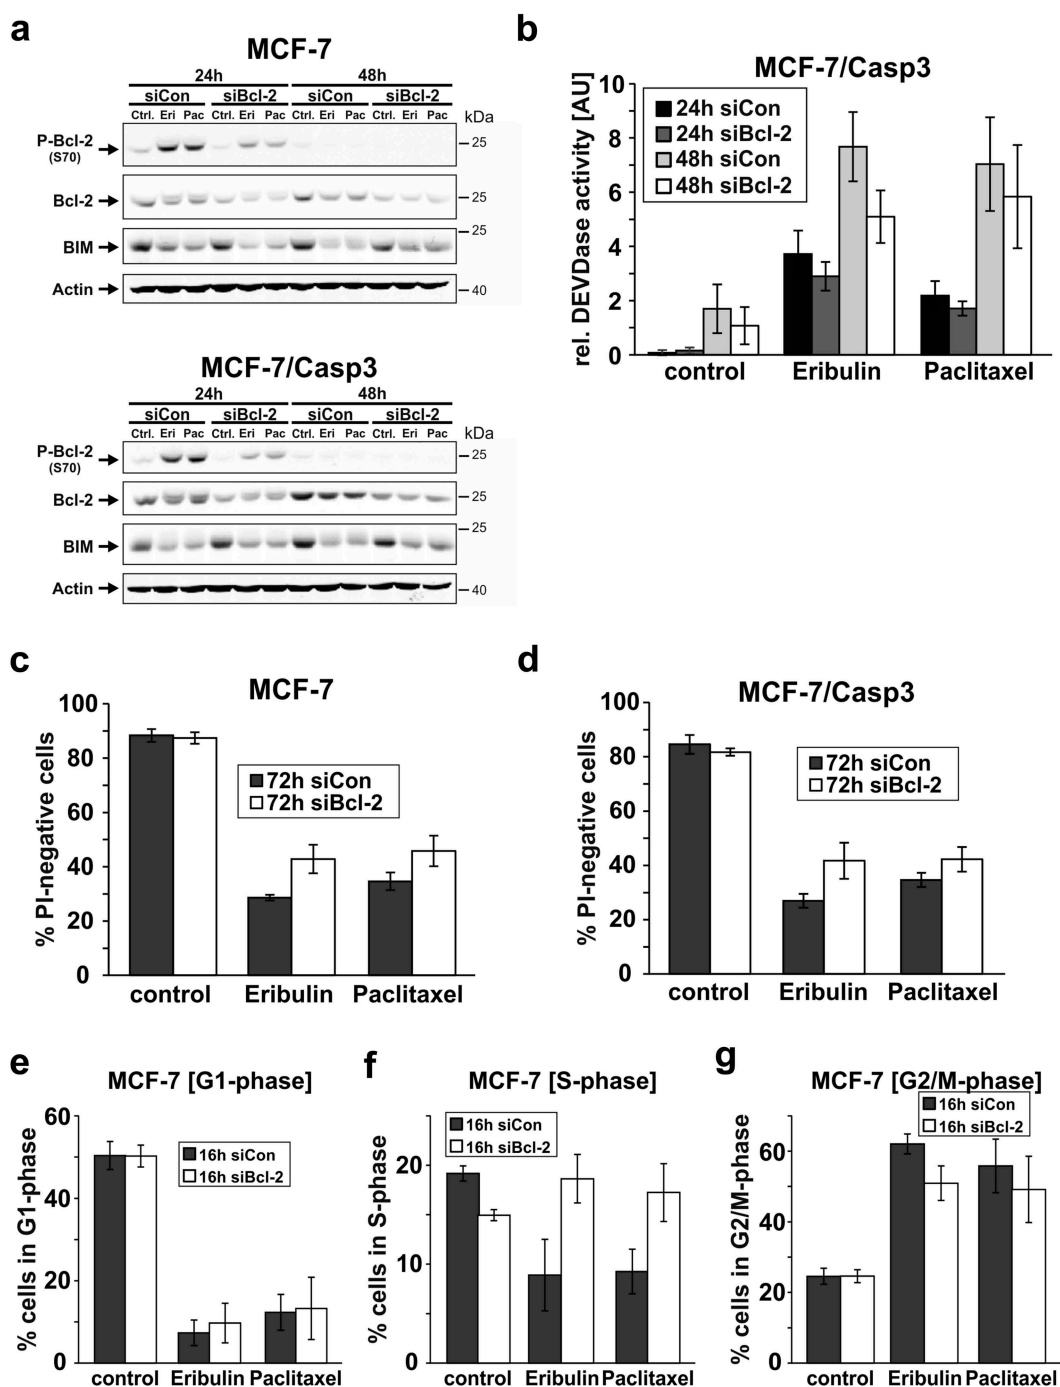 a
MCF-7
24h 48h
siCon siBcl-2 siCon siBcl-2
Ctrl. Eri Pac Ctrl. Eri Pac Ctrl. Eri Pac Ctrl. Eri Pac kDa
P-Bcl-2
(S70)
25
Bcl-2
25
25
BIM
Actin
40
MCF-7/Casp3
24h 48h
siCon siBcl-2 siCon siBcl-2
Ctrl. Eri Pac Ctrl. Eri Pac Ctrl. Eri Pac Ctrl. Eri Pac kDa
P-Bcl-2
(S70)
25
Bcl-2
25
25
BIM
Actin
40
b
MCF-7/Casp3
rel. DEVDase activity [AU]
10
8
6
4
2
0
24h siCon
24h siBcl-2
48h siCon
48h siBcl-2
control Eribulin Paclitaxel
c
MCF-7
% PI-negative cells
100
80
60
40
20
0
72h siCon
72h siBcl-2
control Eribulin Paclitaxel
d
MCF-7/Casp3
% PI-negative cells
100
80
60
40
20
0
72h siCon
72h siBcl-2
control Eribulin Paclitaxel
e
MCF-7 [G1-phase]
% cells in G1-phase
60
40
20
0
16h siCon
16h siBcl-2
control Eribulin Paclitaxel
f
MCF-7 [S-phase]
% cells in S-phase
20
10
0
16h siCon
16h siBcl-2
control Eribulin Paclitaxel
g
MCF-7 [G2/M-phase]
% cells in G2/M-phase
60
40
20
0
16h siCon
16h siBcl-2
control Eribulin Paclitaxel